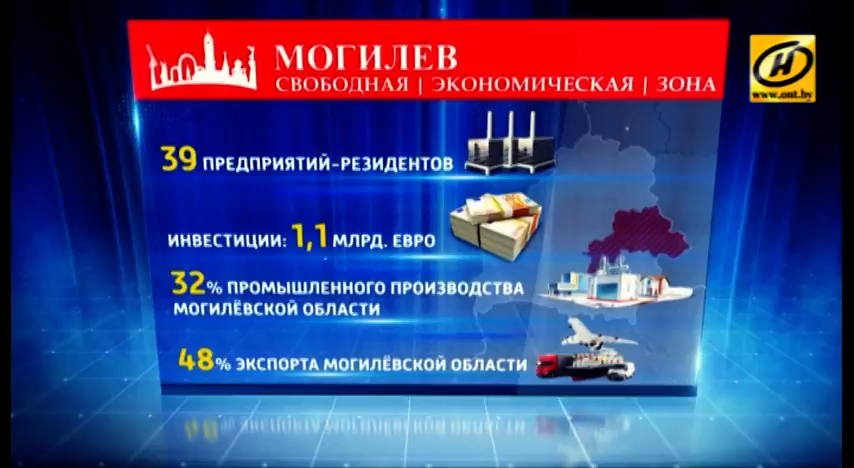 МОГИЛЕВ
СВОБОДНАЯ | ЭКОНОМИЧЕСКАЯ | ЗОНА
www.ont.by
39 ПРЕДПРИЯТИЙ-РЕЗИДЕНТОВ
ИНВЕСТИЦИИ: 1,1 МЛРД. ЕВРО
32% ПРОМЫШЛЕННОГО ПРОИЗВОДСТВА
МОГИЛЁВСКОЙ ОБЛАСТИ
48% ЭКСПОРТА МОГИЛЁВСКОЙ ОБЛАСТИ